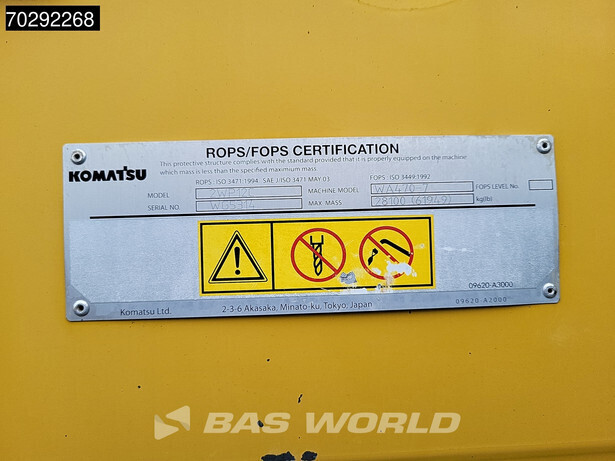 70292268
ROPS/FOPS CERTIFICATION
This protective structure complies with the standard provided that it is properly equipped on the machine
which mass is less than the specified maximum mass.
KOMATSU
ROPS : ISO 3471:1994 SAE J/ISO 3471 MAY 03 FOPS : ISO 3449:1992
MODEL MACHINE MODEL WA470-7 FOPS LEVEL No.
SERIAL NO. MAX. MASS 28100 (61949) kg(lb)
09620-A3000
Komatsu Ltd. 2-3-6 Akasaka, Minato-ku, Tokyo, Japan 09620-A3000
BAS WORLD